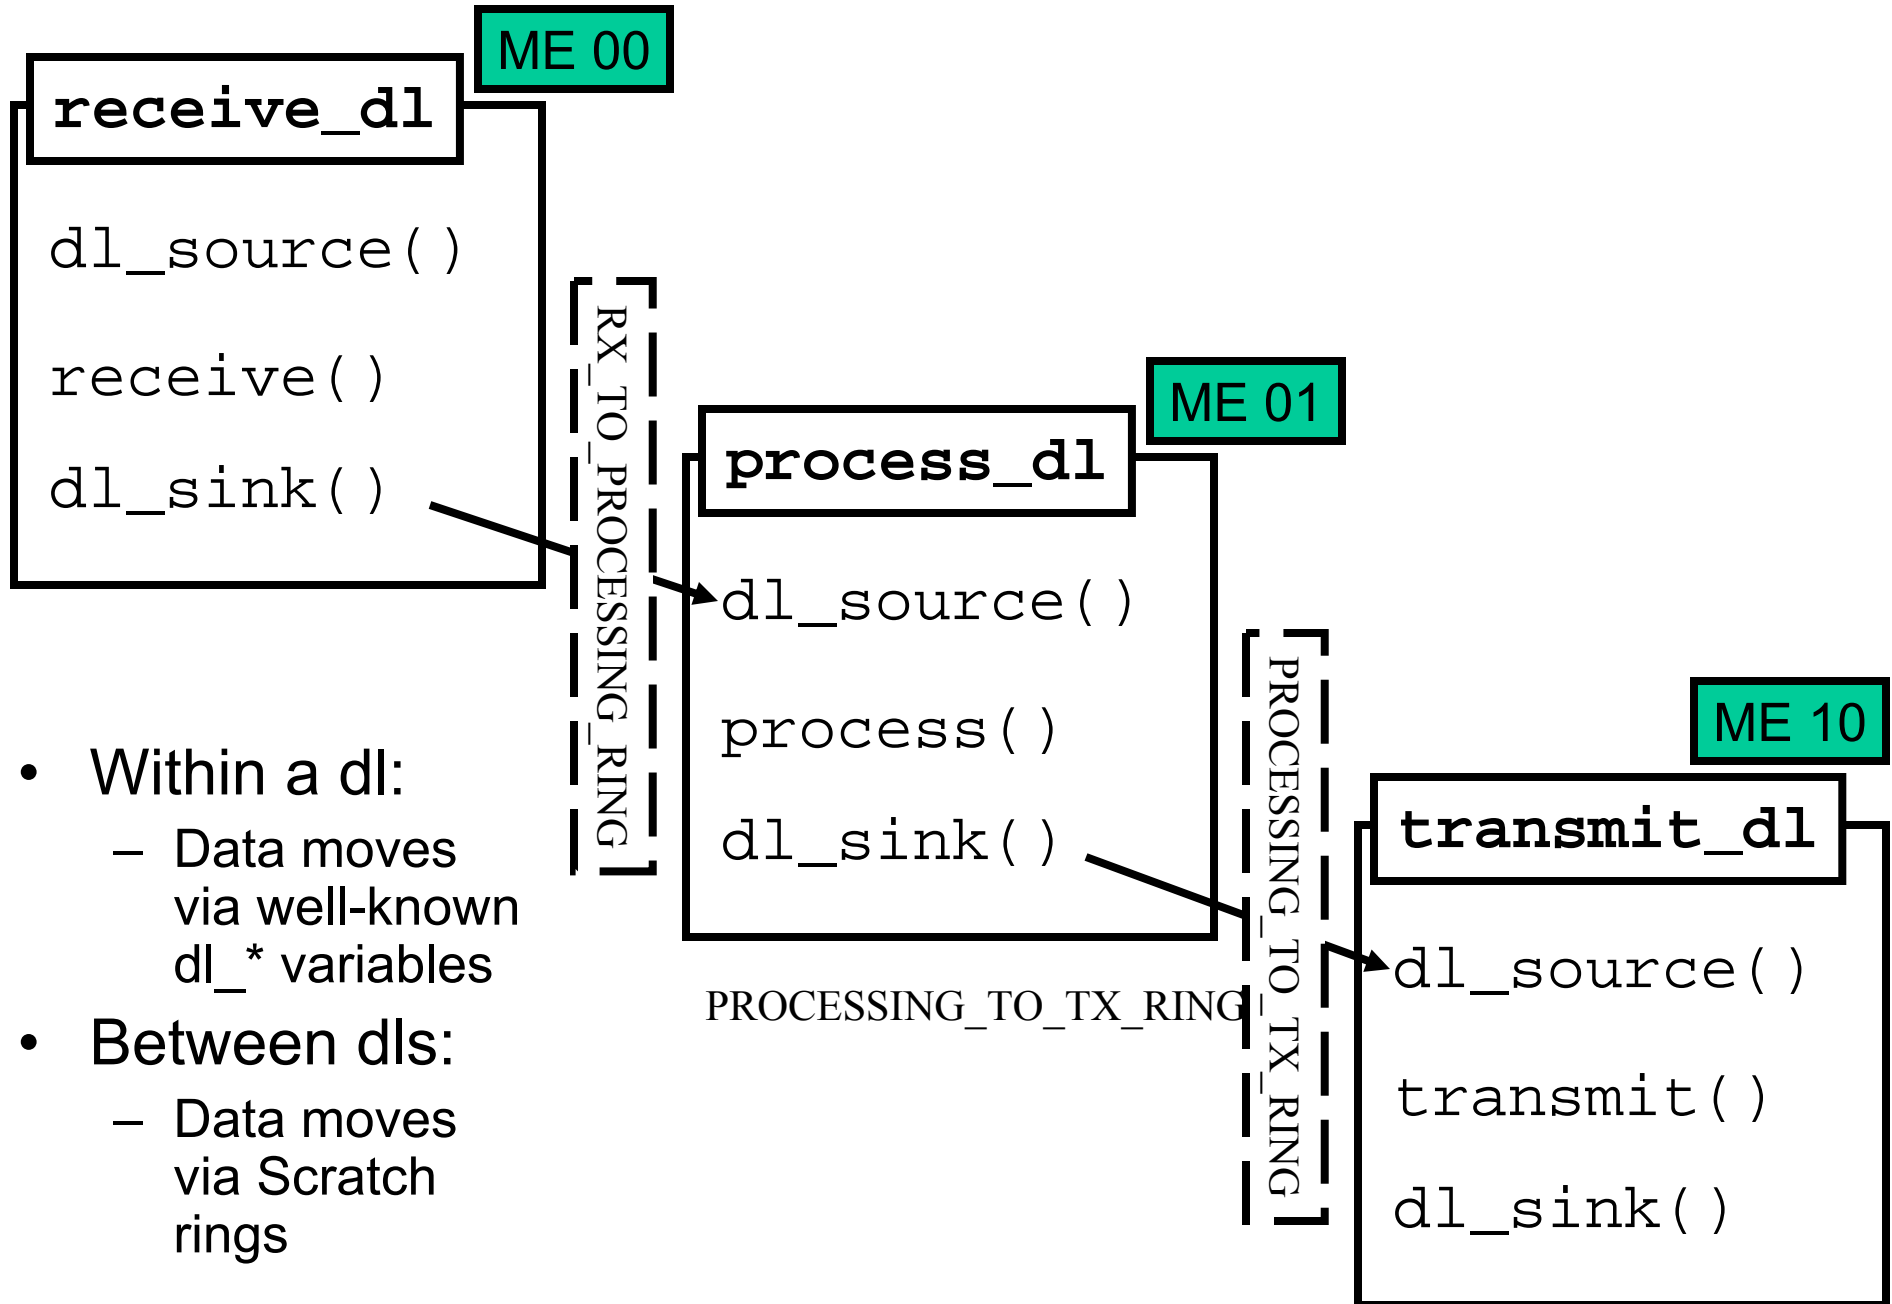 ME 00
receive_dl
dl_source()
receive()
dl_sink()
RX_TO_PROCESSING_RING
ME 01
process_dl
dl_source()
process()
dl_sink()
PROCESSING_TO_TX_RING
PROCESSING_TO_TX_RING
ME 10
transmit_dl
dl_source()
transmit()
dl_sink()
• Within a dl:
– Data moves
via well-known
dl_* variables
• Between dls:
– Data moves
via Scratch
rings